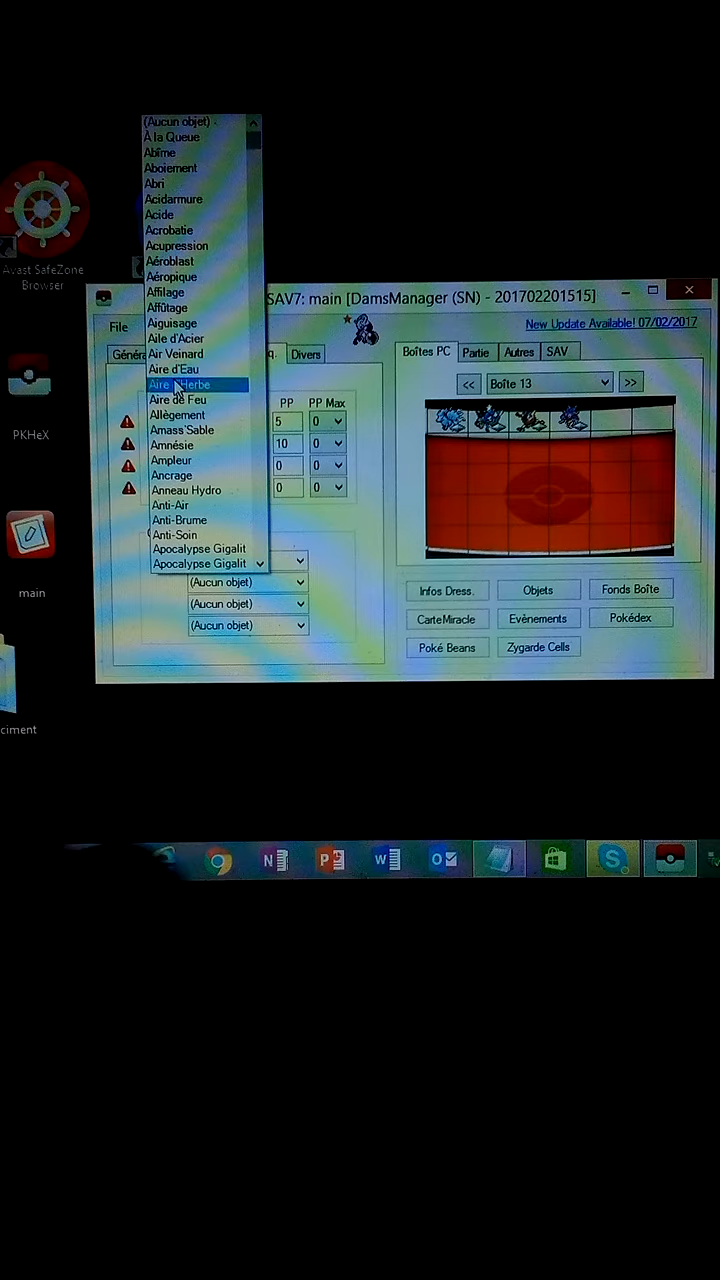 (Aucun objet)
À la Queue
Abîme
Aboiement
Abri
Acidarmure
Acide
Acrobatie
Acupression
Aéroblast
Aéropique
Affilage
Affûtage
Aiguisage
Aile d'Acier
Air Veinard
Aire d'Eau
Aire Herbe
Aire de Feu
Allègement
Amass'Sable
Amnésie
Ampleur
Ancrage
Anneau Hydro
Anti-Air
Anti-Brume
Anti-Soin
Apocalypse Gigalit
Apocalypse Gigalit
Avast SafeZone
Browser
PKHeX
main
ciment
SAV7: main [DamsManager (SN) - 201702201515]
File
New Update Available! 07/02/2017
Généra
q.
Divers
PP
PP Max
5
0
10
0
0
0
0
0
(Aucun objet)
(Aucun objet)
(Aucun objet)
Boîtes PC
Partie
Autres
SAV
<<
Boîte 13
>>
Infos Dress.
Objets
Fonds Boîte
Carte Miracle
Evènements
Pokédex
Poké Beans
Zygarde Cells